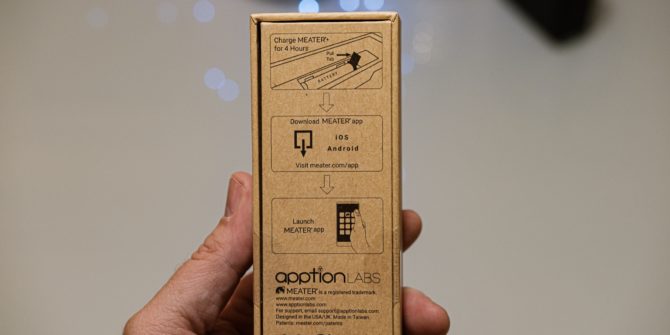 Charge MEATER+
for 4 Hours
Pull
Tab
BATTERY
Download MEATER® app
iOS
Android
Visit meater.com/app
Launch
MEATER® app
apption LABS
MEATER® is a registered trademark.
www.meater.com
www.apptionlabs.com
For support, email support@apptionlabs.com
Designed in the USA/UK. Made in Taiwan.
Patents: meater.com/patents